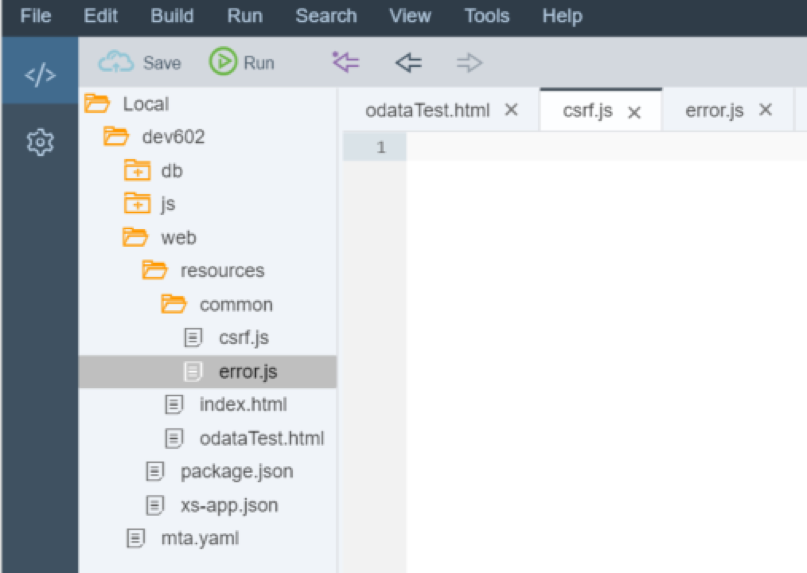 File Edit Build Run Search View Tools Help
</> Save Run
Local
dev602
db
js
web
resources
common
csrf.js
error.js
index.html
odataTest.html
package.json
xs-app.json
mta.yaml
odataTest.html × csrf.js × error.js ×
1